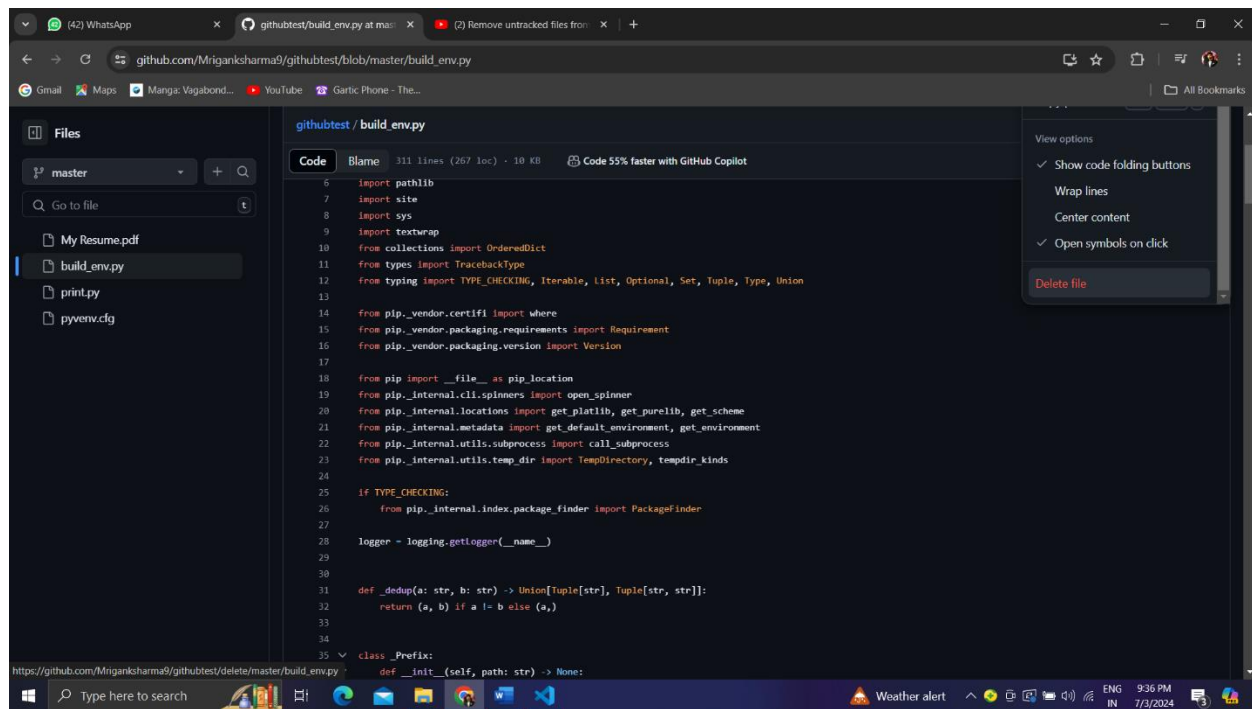 (42) WhatsApp
githubtest/build_env.py at mas
(2) Remove untracked files from
github.com/Mriganksharma9/githubtest/blob/master/build_env.py
Gmail Maps Manga: Vagabond... YouTube Gartic Phone - The... All Bookmarks
Files
master
Go to file t
My Resume.pdf
build_env.py
print.py
pyvenv.cfg
githubtest / build_env.py
Code Blame 311 lines (267 loc) · 10 KB Code 55% faster with GitHub Copilot
6 import pathlib
7 import site
8 import sys
9 import textwrap
10 from collections import OrderedDict
11 from types import TracebackType
12 from typing import TYPE_CHECKING, Iterable, List, Optional, Set, Tuple, Type, Union
13
14 from pip._vendor.certifi import where
15 from pip._vendor.packaging.requirements import Requirement
16 from pip._vendor.packaging.version import Version
17
18 from pip import __file__ as pip_location
19 from pip._internal.cli.spinners import open_spinner
20 from pip._internal.locations import get_platlib, get_purelib, get_scheme
21 from pip._internal.metadata import get_default_environment, get_environment
22 from pip._internal.utils.subprocess import call_subprocess
23 from pip._internal.utils.temp_dir import TempDirectory, tempdir_kinds
24
25 if TYPE_CHECKING:
26 from pip._internal.index.package_finder import PackageFinder
27
28 logger = logging.getLogger(__name__)
29
30
31 def _dedup(a: str, b: str) -> Union[Tuple[str], Tuple[str, str]]:
32 return (a, b) if a != b else (a,)
33
34
35 class _Prefix:
def __init__(self, path: str) -> None:
View options
Show code folding buttons
Wrap lines
Center content
Open symbols on click
Delete file
https://github.com/Mriganksharma9/githubtest/delete/master/build_env.py
Type here to search
Weather alert
ENG
IN
9:36 PM
7/3/2024
3